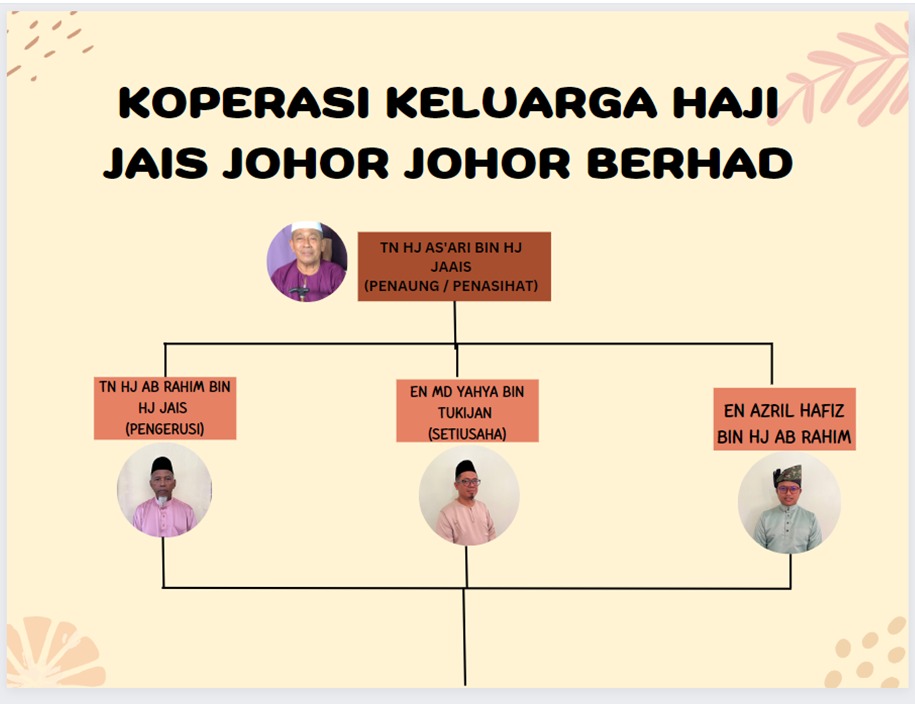 KOPERASI KELUARGA HAJI
JAIS JOHOR JOHOR BERHAD
TN HJ AS'ARI BIN HJ
JAAIS
(PENAUNG / PENASIHAT)
TN HJ AB RAHIM BIN
HJ JAIS
(PENGERUSI)
EN MD YAHYA BIN
TUKIJAN
(SETIUSAHA)
EN AZRIL HAFIZ
BIN HJ AB RAHIM